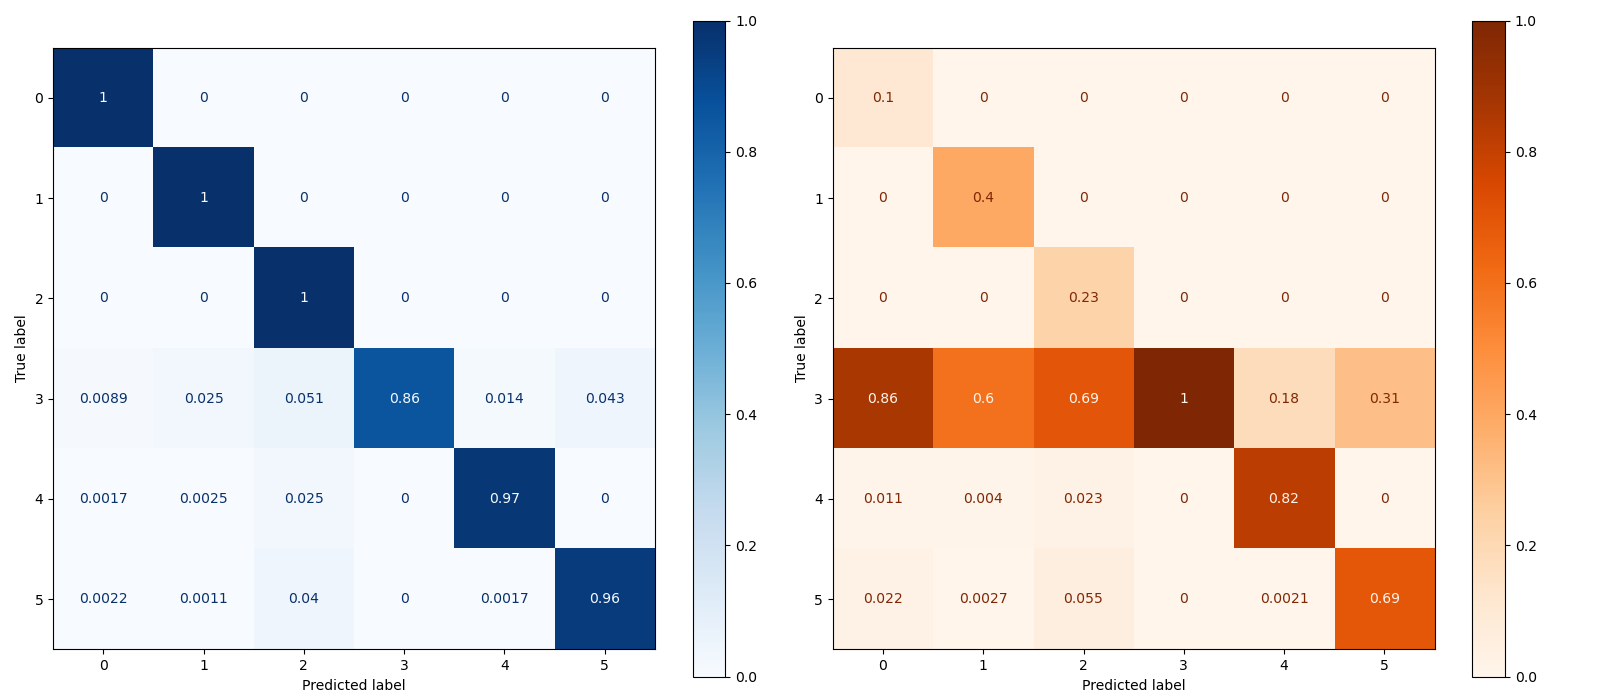 1.0
0 1 0 0 0 0 0
1 0 1 0 0 0 0
0.8
2 0 0 1 0 0 0
0.6
True label
3 0.0089 0.025 0.051 0.86 0.014 0.043
0.4
4 0.0017 0.0025 0.025 0 0.97 0
0.2
5 0.0022 0.0011 0.04 0 0.0017 0.96
0.0
0 1 2 3 4 5
Predicted label
1.0
0 0.1 0 0 0 0 0
1 0 0.4 0 0 0 0
0.8
2 0 0 0.23 0 0 0
0.6
True label
3 0.86 0.6 0.69 1 0.18 0.31
0.4
4 0.011 0.004 0.023 0 0.82 0
0.2
5 0.022 0.0027 0.055 0 0.0021 0.69
0.0
0 1 2 3 4 5
Predicted label